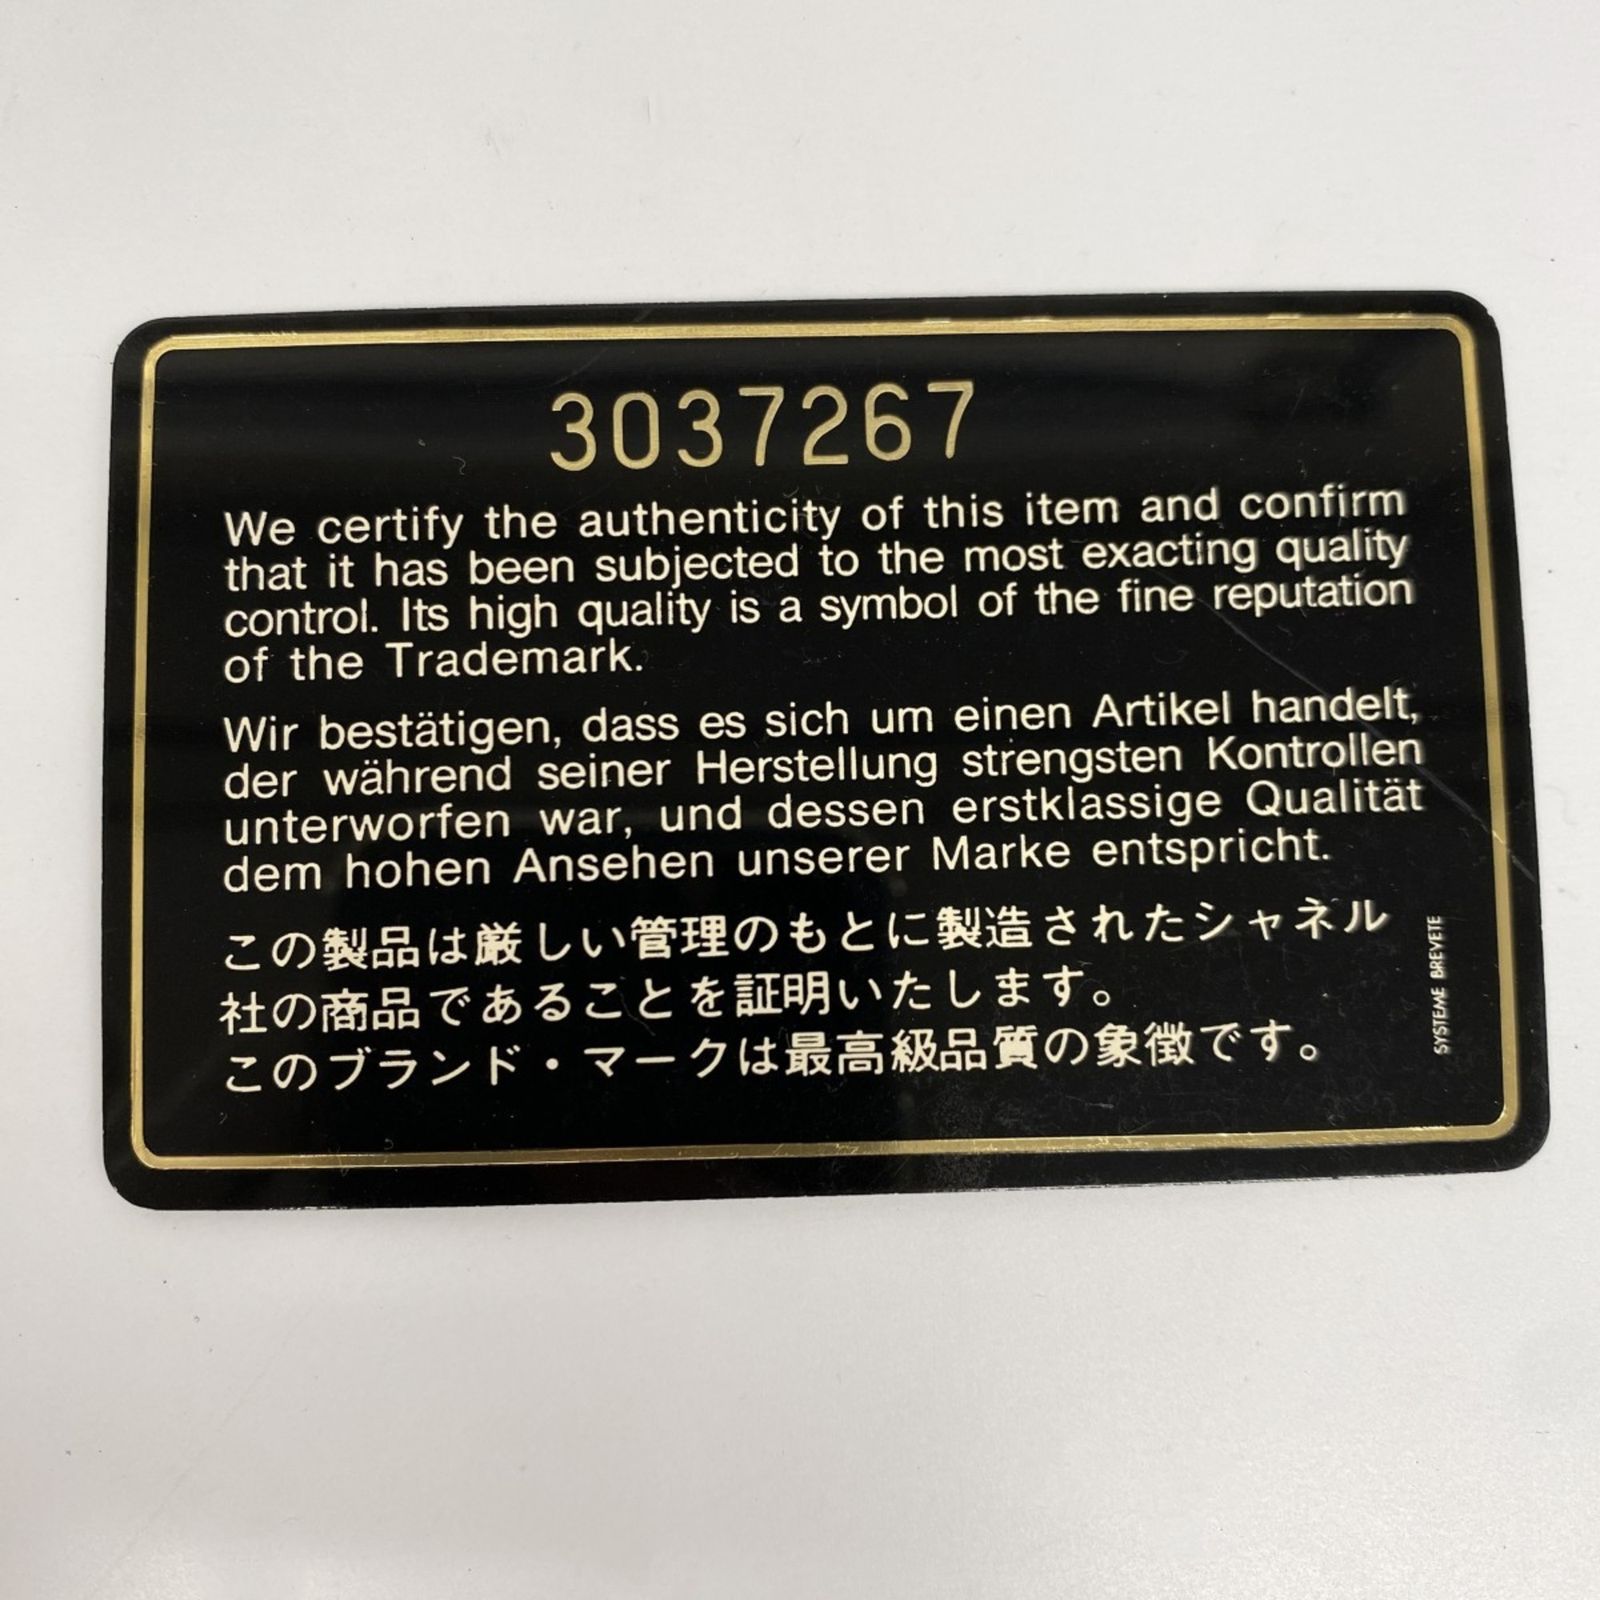 3037267
We certify the authenticity of this item and confirm
that it has been subjected to the most exacting quality
control. Its high quality is a symbol of the fine reputation
of the Trademark.
Wir bestätigen, dass es sich um einen Artikel handelt,
der während seiner Herstellung strengsten Kontrollen
unterworfen war, und dessen erstklassige Qualität
dem hohen Ansehen unserer Marke entspricht.
この製品は厳しい管理のもとに製造されたシャネル
社の商品であることを証明いたします。
このブランド・マークは最高級品質の象徴です。
SYSTEME BREVETE